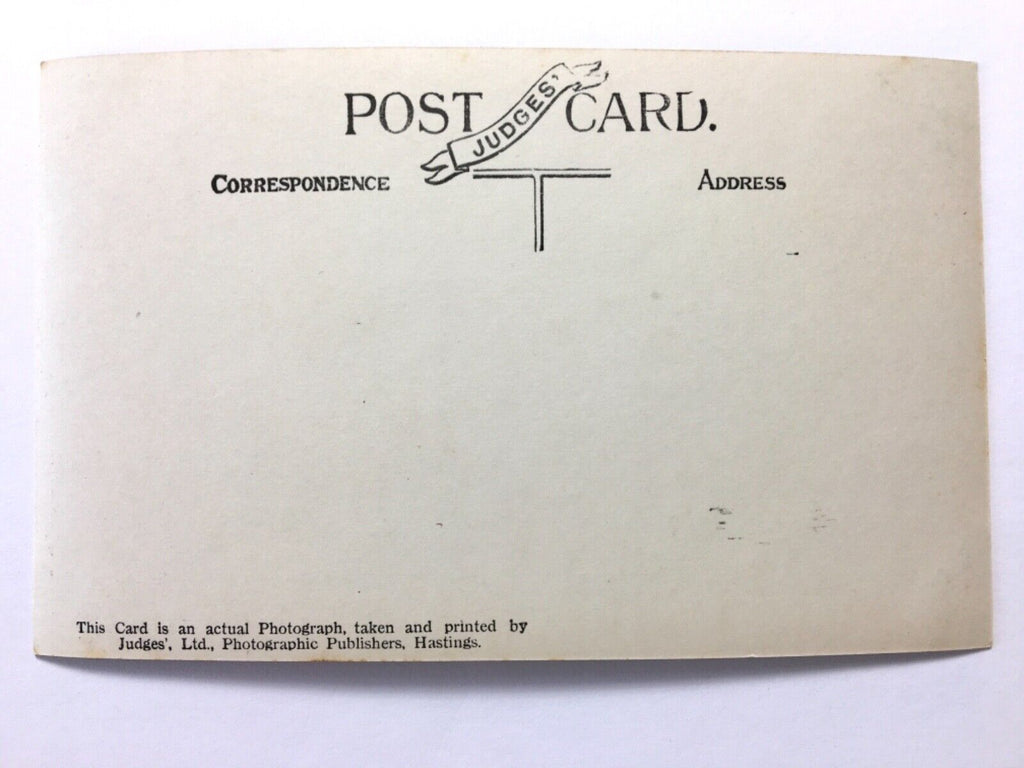 POST JUDGES' CARD.
CORRESPONDENCE ADDRESS
This Card is an actual Photograph, taken and printed by
Judges', Ltd., Photographic Publishers, Hastings.